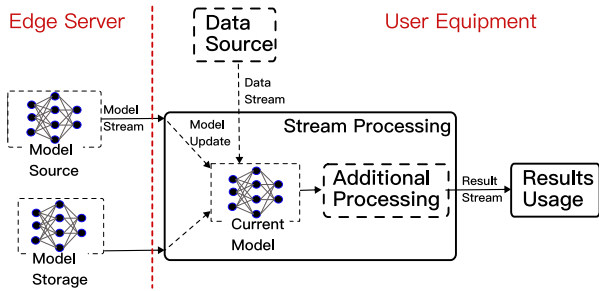 Edge Server
User Equipment
Data
Source
Data
Stream
Model
Stream
Model
Update
Stream Processing
Model
Source
Current
Model
Additional
Processing
Result
Stream
Results
Usage
Model
Storage